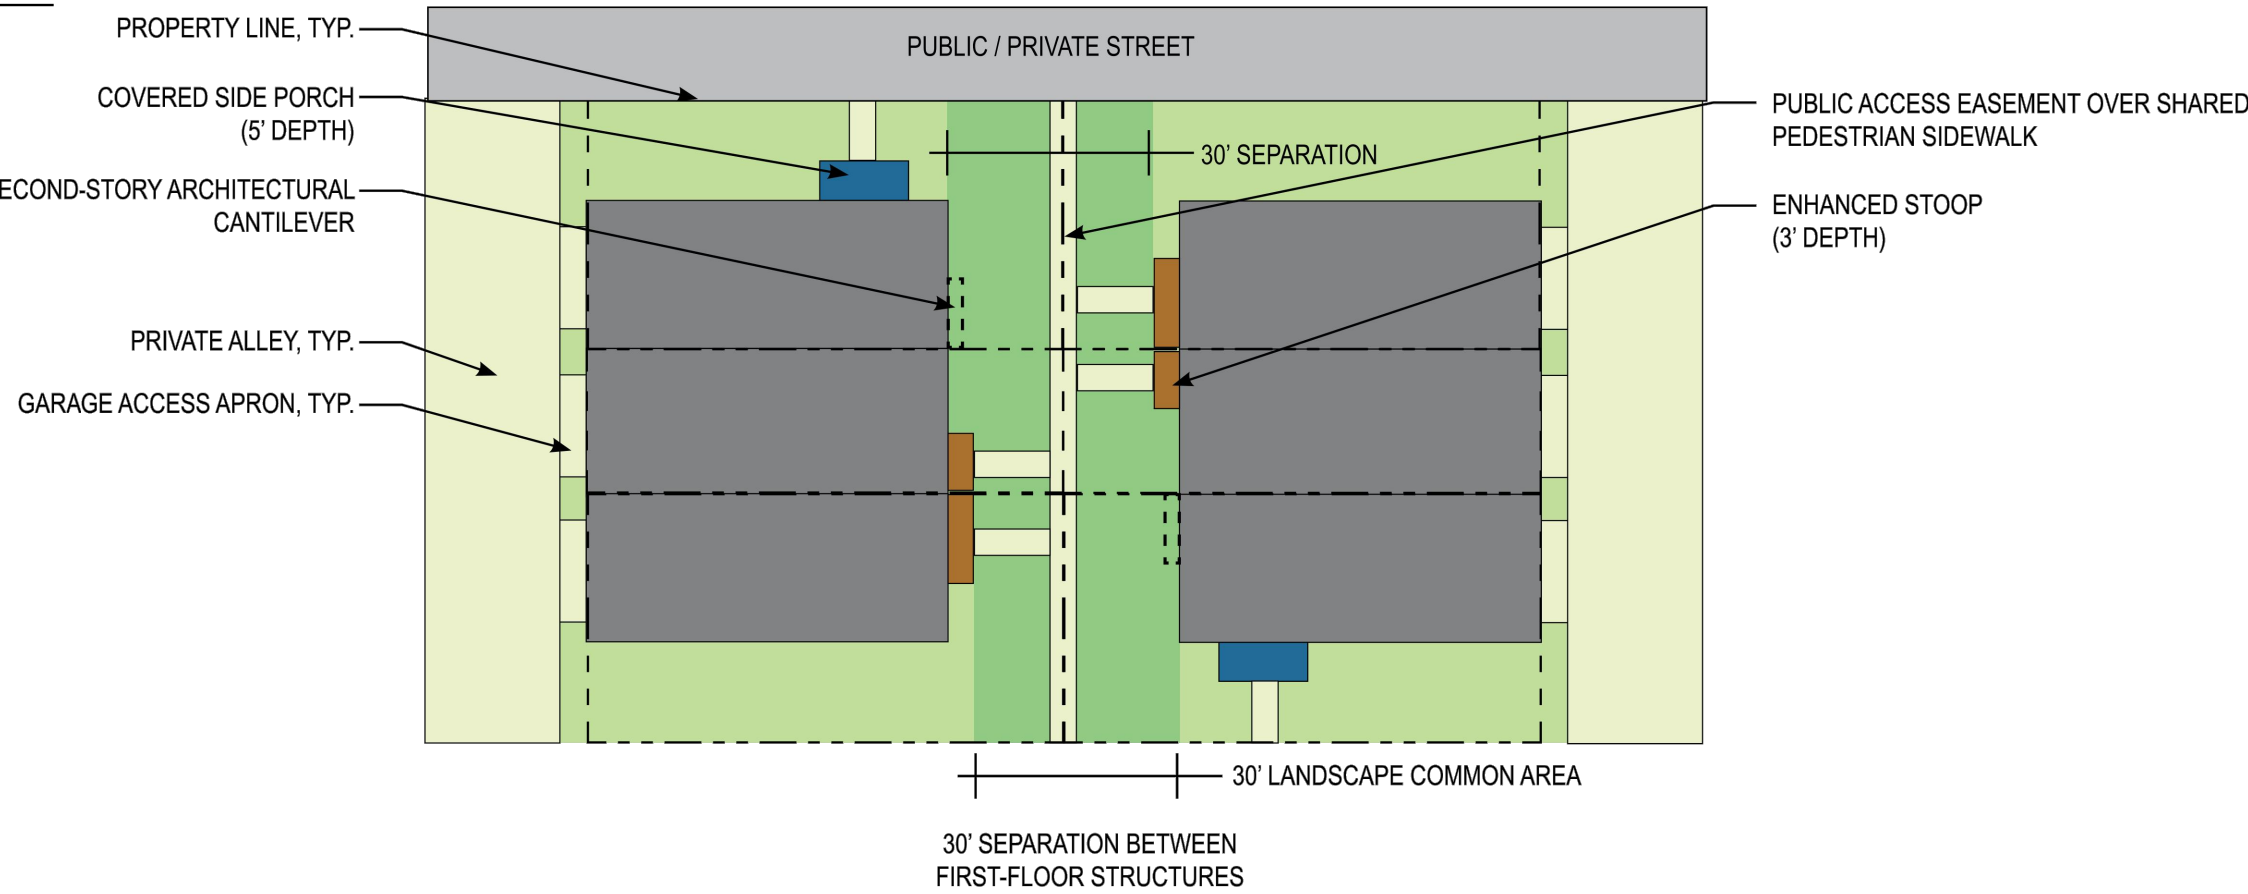 PROPERTY LINE, TYP.
PUBLIC / PRIVATE STREET
COVERED SIDE PORCH
(5’ DEPTH)
PUBLIC ACCESS EASEMENT OVER SHARED
PEDESTRIAN SIDEWALK
30’ SEPARATION
ECOND-STORY ARCHITECTURAL
CANTILEVER
ENHANCED STOOP
(3’ DEPTH)
PRIVATE ALLEY, TYP.
GARAGE ACCESS APRON, TYP.
30’ LANDSCAPE COMMON AREA
30’ SEPARATION BETWEEN
FIRST-FLOOR STRUCTURES